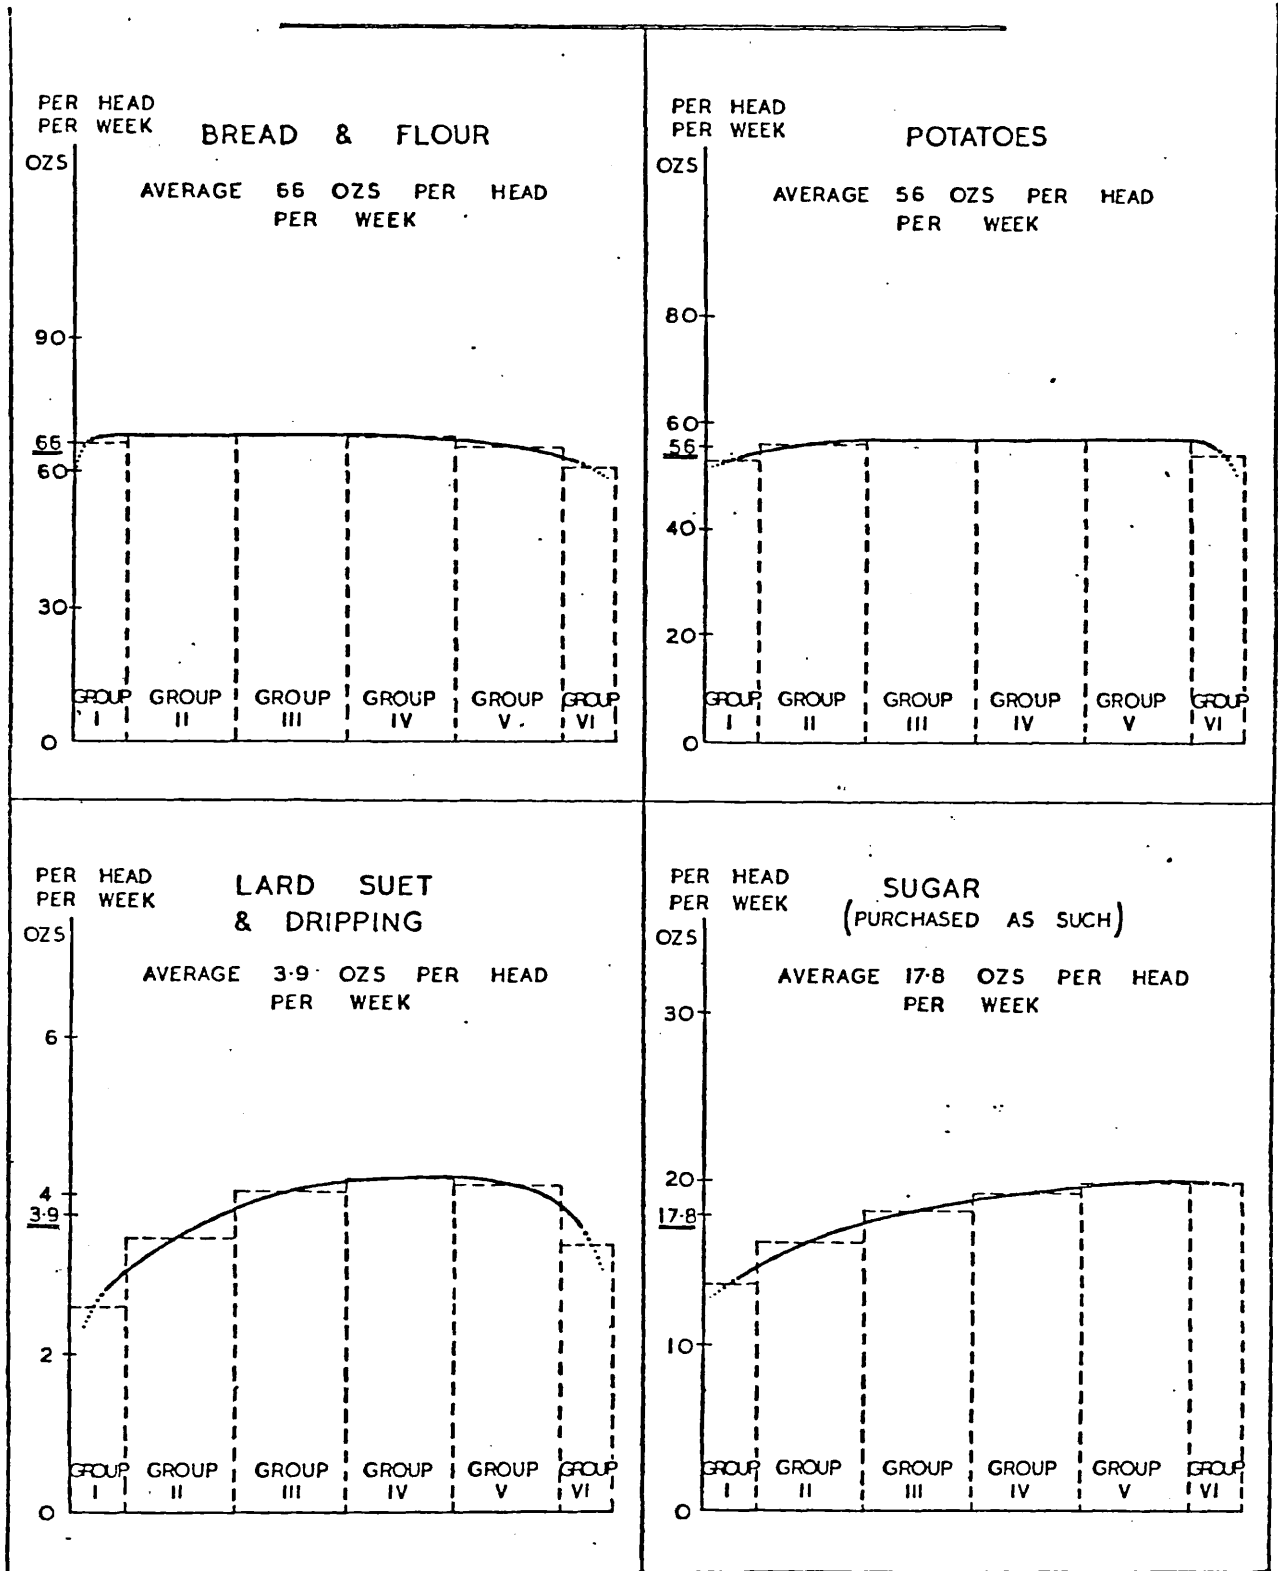 PER HEAD
PER WEEK
OZS
BREAD & FLOUR
AVERAGE 66 OZS PER HEAD
PER WEEK
90
66
60
30
0
GROUP I
GROUP II
GROUP III
GROUP IV
GROUP V
GROUP VI
PER HEAD
PER WEEK
OZS
POTATOES
AVERAGE 56 OZS PER HEAD
PER WEEK
80
60
56
40
20
0
GROUP I
GROUP II
GROUP III
GROUP IV
GROUP V
GROUP VI
PER HEAD
PER WEEK
OZS
LARD SUET
& DRIPPING
AVERAGE 3·9 OZS PER HEAD
PER WEEK
6
4
3·9
2
0
GROUP I
GROUP II
GROUP III
GROUP IV
GROUP V
GROUP VI
PER HEAD
PER WEEK
OZS
SUGAR
(PURCHASED AS SUCH)
AVERAGE 17·8 OZS PER HEAD
PER WEEK
30
20
17·8
10
0
GROUP I
GROUP II
GROUP III
GROUP IV
GROUP V
GROUP VI